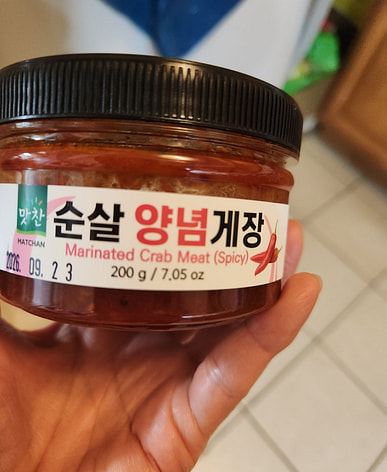 맛찬
MATCHAN
순살 양념게장
Marinated Crab Meat (Spicy)
200 g / 7.05 oz
2026. 09. 23